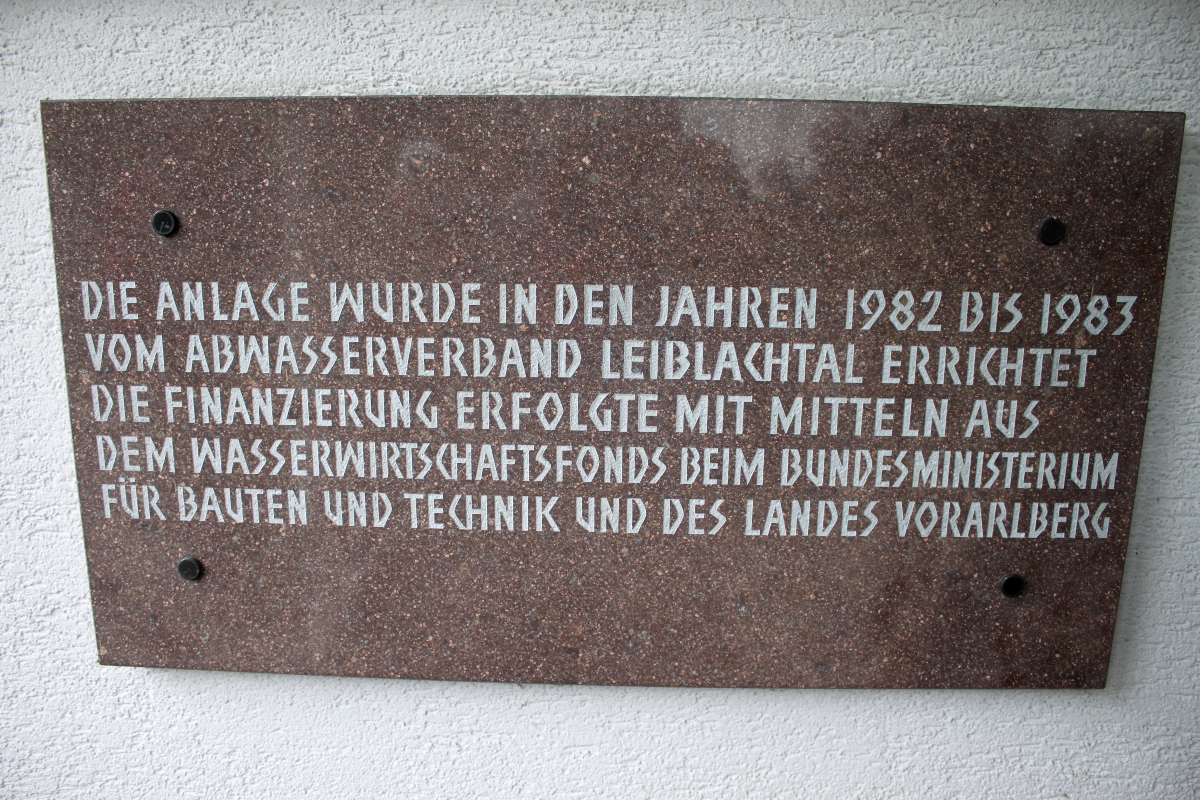 DIE ANLAGE WURDE IN DEN JAHREN 1982 BIS 1983
VOM ABWASSERVERBAND LEIBLACHTAL ERRICHTET
DIE FINANZIERUNG ERFOLGTE MIT MITTELN AUS
DEM WASSERWIRTSCHAFTSFONDS BEIM BUNDESMINISTERIUM
FÜR BAUTEN UND TECHNIK UND DES LANDES VORARLBERG